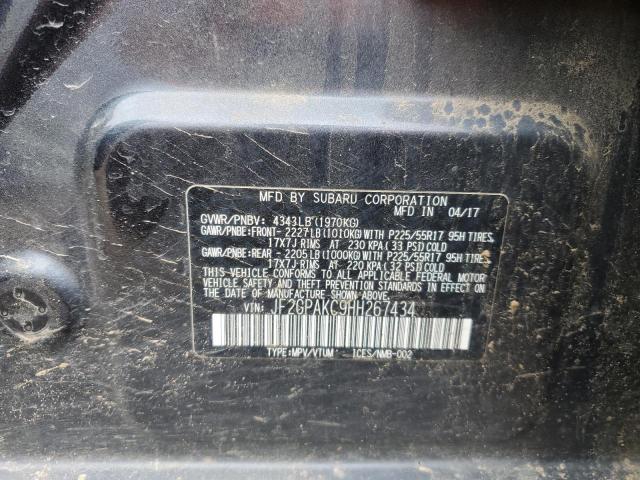 MFD BY SUBARU CORPORATION
MFD IN 04/17
GVWR/PNBV: 4343LB(1970KG)
GAWR/PNBE:FRONT- 2227LB(1010KG)WITH P225/55R17 95H TIRES,
17X7J RIMS AT 230 KPA(33 PSI)COLD
GAWR/PNBE:REAR - 2205LB(1000KG)WITH P225/55R17 95H TIRES,
17X7J RIMS AT 220 KPA(32 PSI)COLD
THIS VEHICLE CONFORMS TO ALL APPLICABLE FEDERAL MOTOR
VEHICLE SAFETY AND THEFT PREVENTION STANDARDS IN EFFECT ON
THE DATE OF MANUFACTURE SHOWN ABOVE.
VIN: JF2GPAKC9HH267434
TYPE:MPV/VTUM ICES/NMB-002